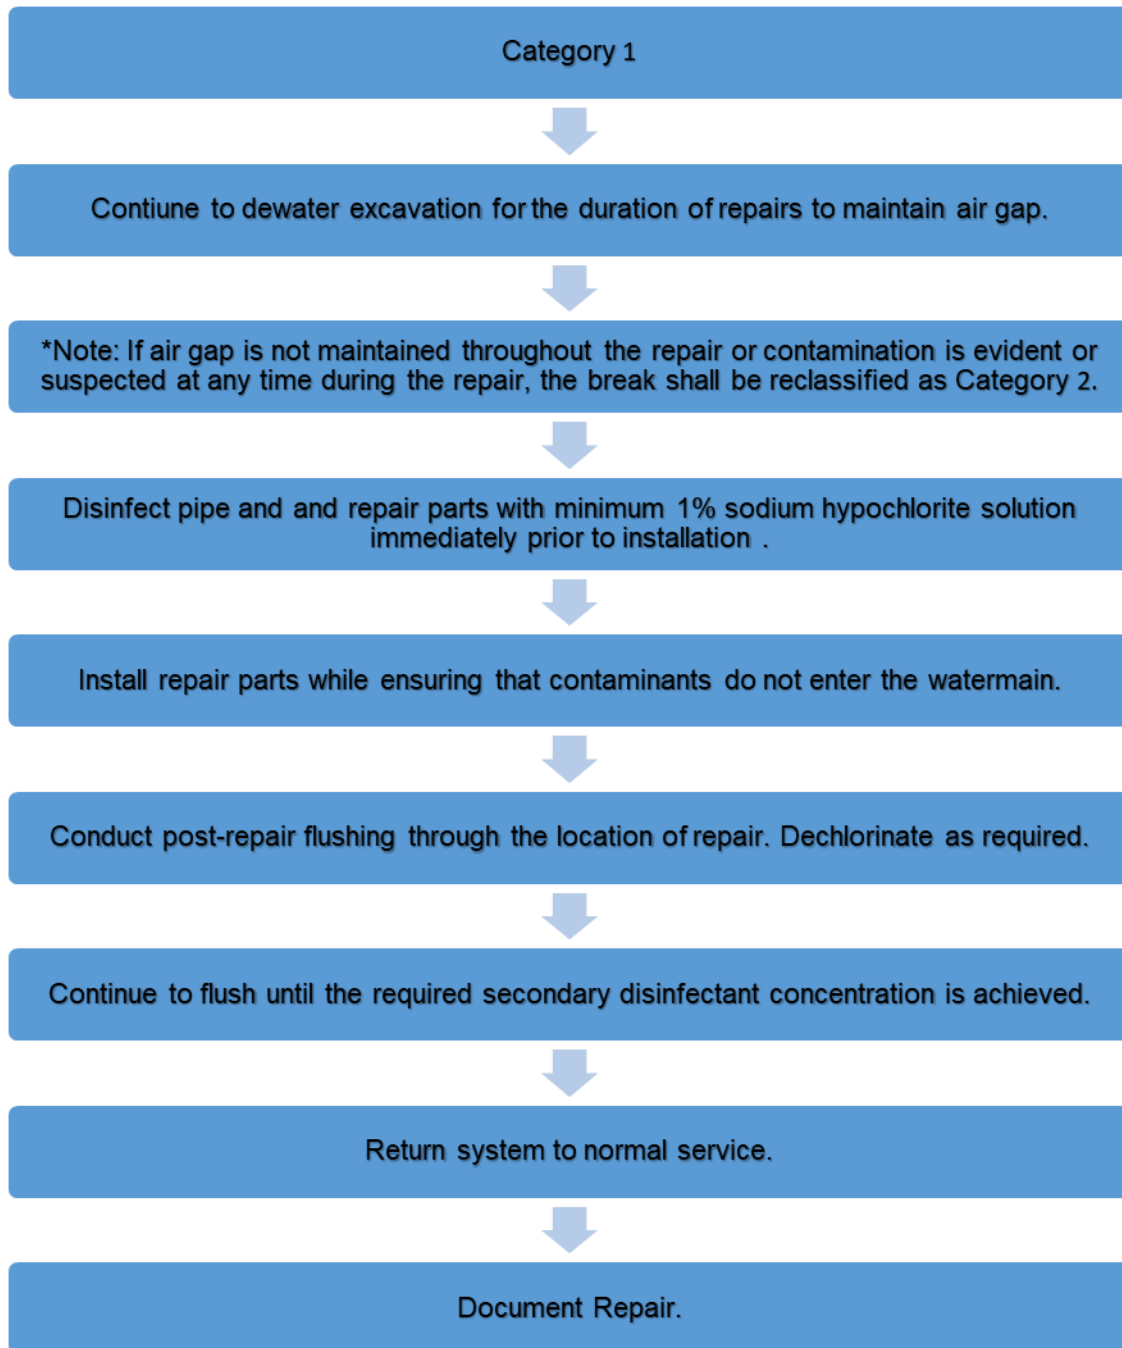 Category 1
Contiune to dewater excavation for the duration of repairs to maintain air gap.
*Note: If air gap is not maintained throughout the repair or contamination is evident or
suspected at any time during the repair, the break shall be reclassified as Category 2.
Disinfect pipe and and repair parts with minimum 1% sodium hypochlorite solution
immediately prior to installation .
Install repair parts while ensuring that contaminants do not enter the watermain.
Conduct post-repair flushing through the location of repair. Dechlorinate as required.
Continue to flush until the required secondary disinfectant concentration is achieved.
Return system to normal service.
Document Repair.